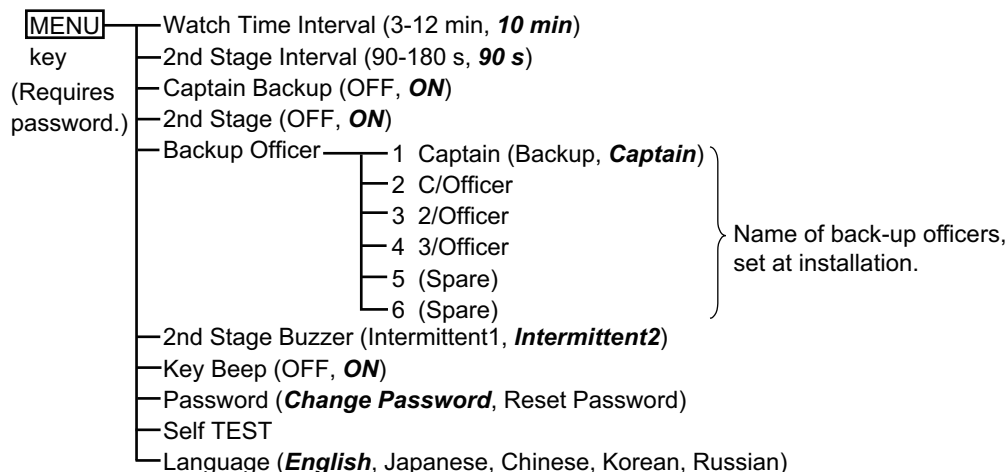 MENU
key
(Requires
password.)
Watch Time Interval (3-12 min, 10 min)
2nd Stage Interval (90-180 s, 90 s)
Captain Backup (OFF, ON)
2nd Stage (OFF, ON)
Backup Officer
1 Captain (Backup, Captain)
2 C/Officer
3 2/Officer
4 3/Officer
5 (Spare)
6 (Spare)
Name of back-up officers,
set at installation.
2nd Stage Buzzer (Intermittent1, Intermittent2)
Key Beep (OFF, ON)
Password (Change Password, Reset Password)
Self TEST
Language (English, Japanese, Chinese, Korean, Russian)